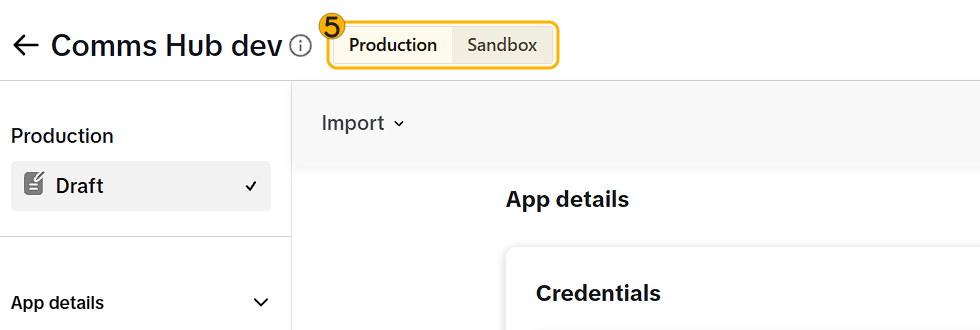 5
Comms Hub dev Production Sandbox
Production
Draft
App details
Import
App details
Credentials